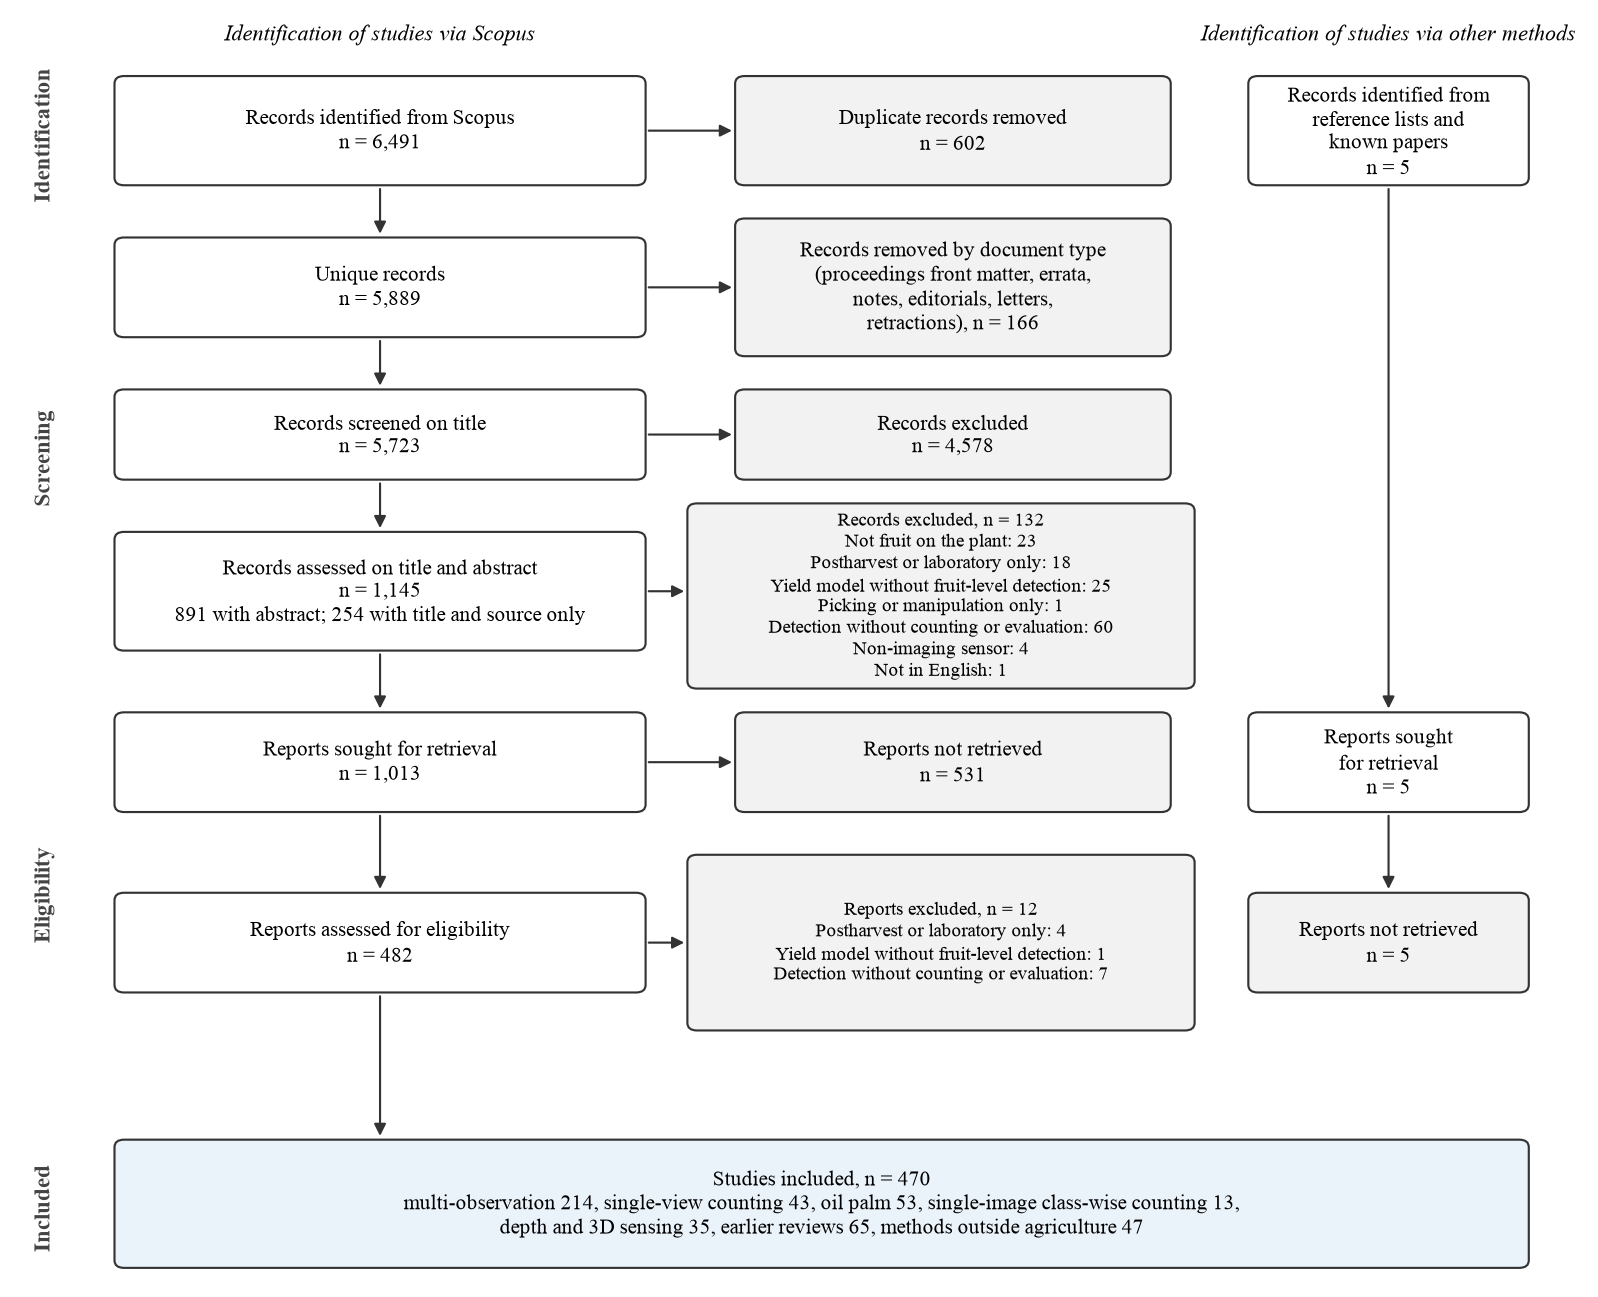 Identification of studies via Scopus
Identification of studies via other methods
Identification
Records identified from Scopus
n = 6,491
Duplicate records removed
n = 602
Records identified from
reference lists and
known papers
n = 5
Unique records
n = 5,889
Records removed by document type
(proceedings front matter, errata,
notes, editorials, letters,
retractions), n = 166
Screening
Records screened on title
n = 5,723
Records excluded
n = 4,578
Records assessed on title and abstract
n = 1,145
891 with abstract; 254 with title and source only
Records excluded, n = 132
Not fruit on the plant: 23
Postharvest or laboratory only: 18
Yield model without fruit-level detection: 25
Picking or manipulation only: 1
Detection without counting or evaluation: 60
Non-imaging sensor: 4
Not in English: 1
Reports sought for retrieval
n = 1,013
Reports not retrieved
n = 531
Reports sought
for retrieval
n = 5
Eligibility
Reports assessed for eligibility
n = 482
Reports excluded, n = 12
Postharvest or laboratory only: 4
Yield model without fruit-level detection: 1
Detection without counting or evaluation: 7
Reports not retrieved
n = 5
Included
Studies included, n = 470
multi-observation 214, single-view counting 43, oil palm 53, single-image class-wise counting 13,
depth and 3D sensing 35, earlier reviews 65, methods outside agriculture 47